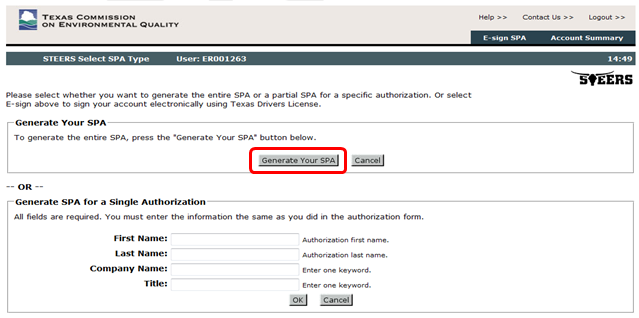 TEXAS COMMISSION
ON ENVIRONMENTAL QUALITY
Help >> Contact Us >> Logout >>
E-sign SPA Account Summary
STEERS Select SPA Type User: ER001263 14:49
STEERS
Please select whether you want to generate the entire SPA or a partial SPA for a specific authorization. Or select
E-sign above to sign your account electronically using Texas Drivers License.
Generate Your SPA
To generate the entire SPA, press the "Generate Your SPA" button below.
Generate Your SPA Cancel
-- OR --
Generate SPA for a Single Authorization
All fields are required. You must enter the information the same as you did in the authorization form.
First Name: Authorization first name.
Last Name: Authorization last name.
Company Name: Enter one keyword.
Title: Enter one keyword.
OK Cancel